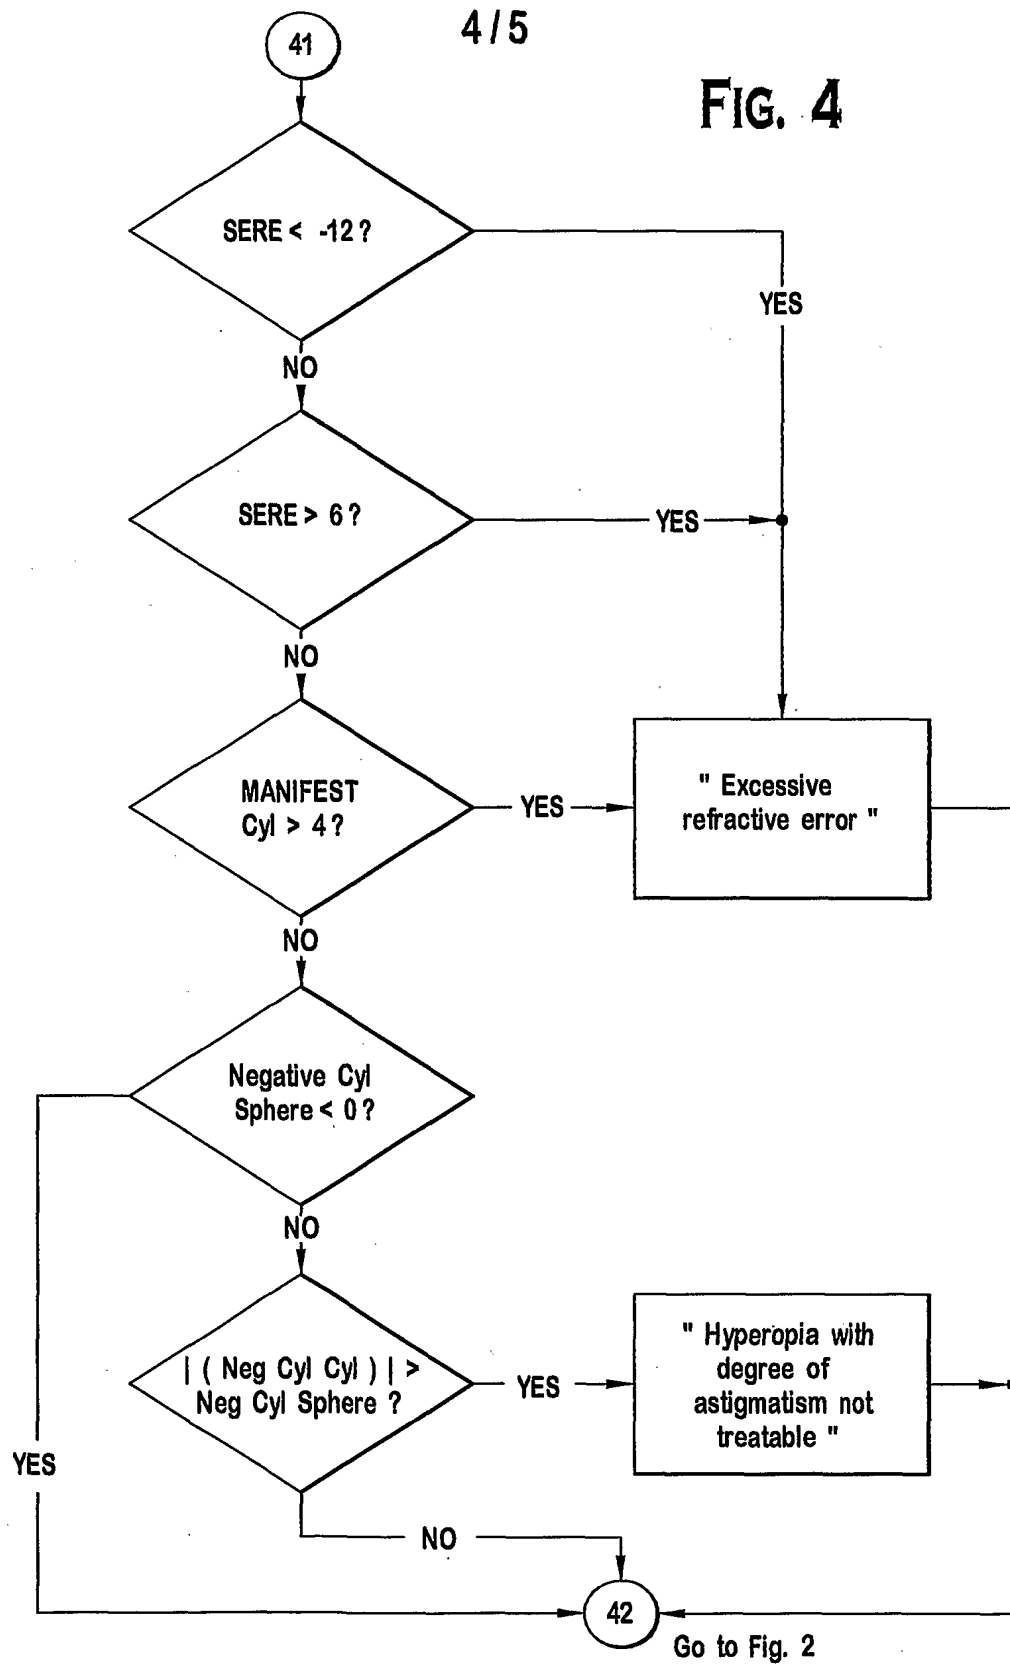 4/5
41
FIG. 4
SERE < -12?
YES
NO
SERE > 6?
YES
NO
MANIFEST
Cyl > 4?
YES
" Excessive
refractive error "
NO
Negative Cyl
Sphere < 0?
NO
| ( Neg Cyl Cyl ) | >
Neg Cyl Sphere ?
YES
" Hyperopia with
degree of
astigmatism not
treatable "
YES
NO
42
Go to Fig. 2